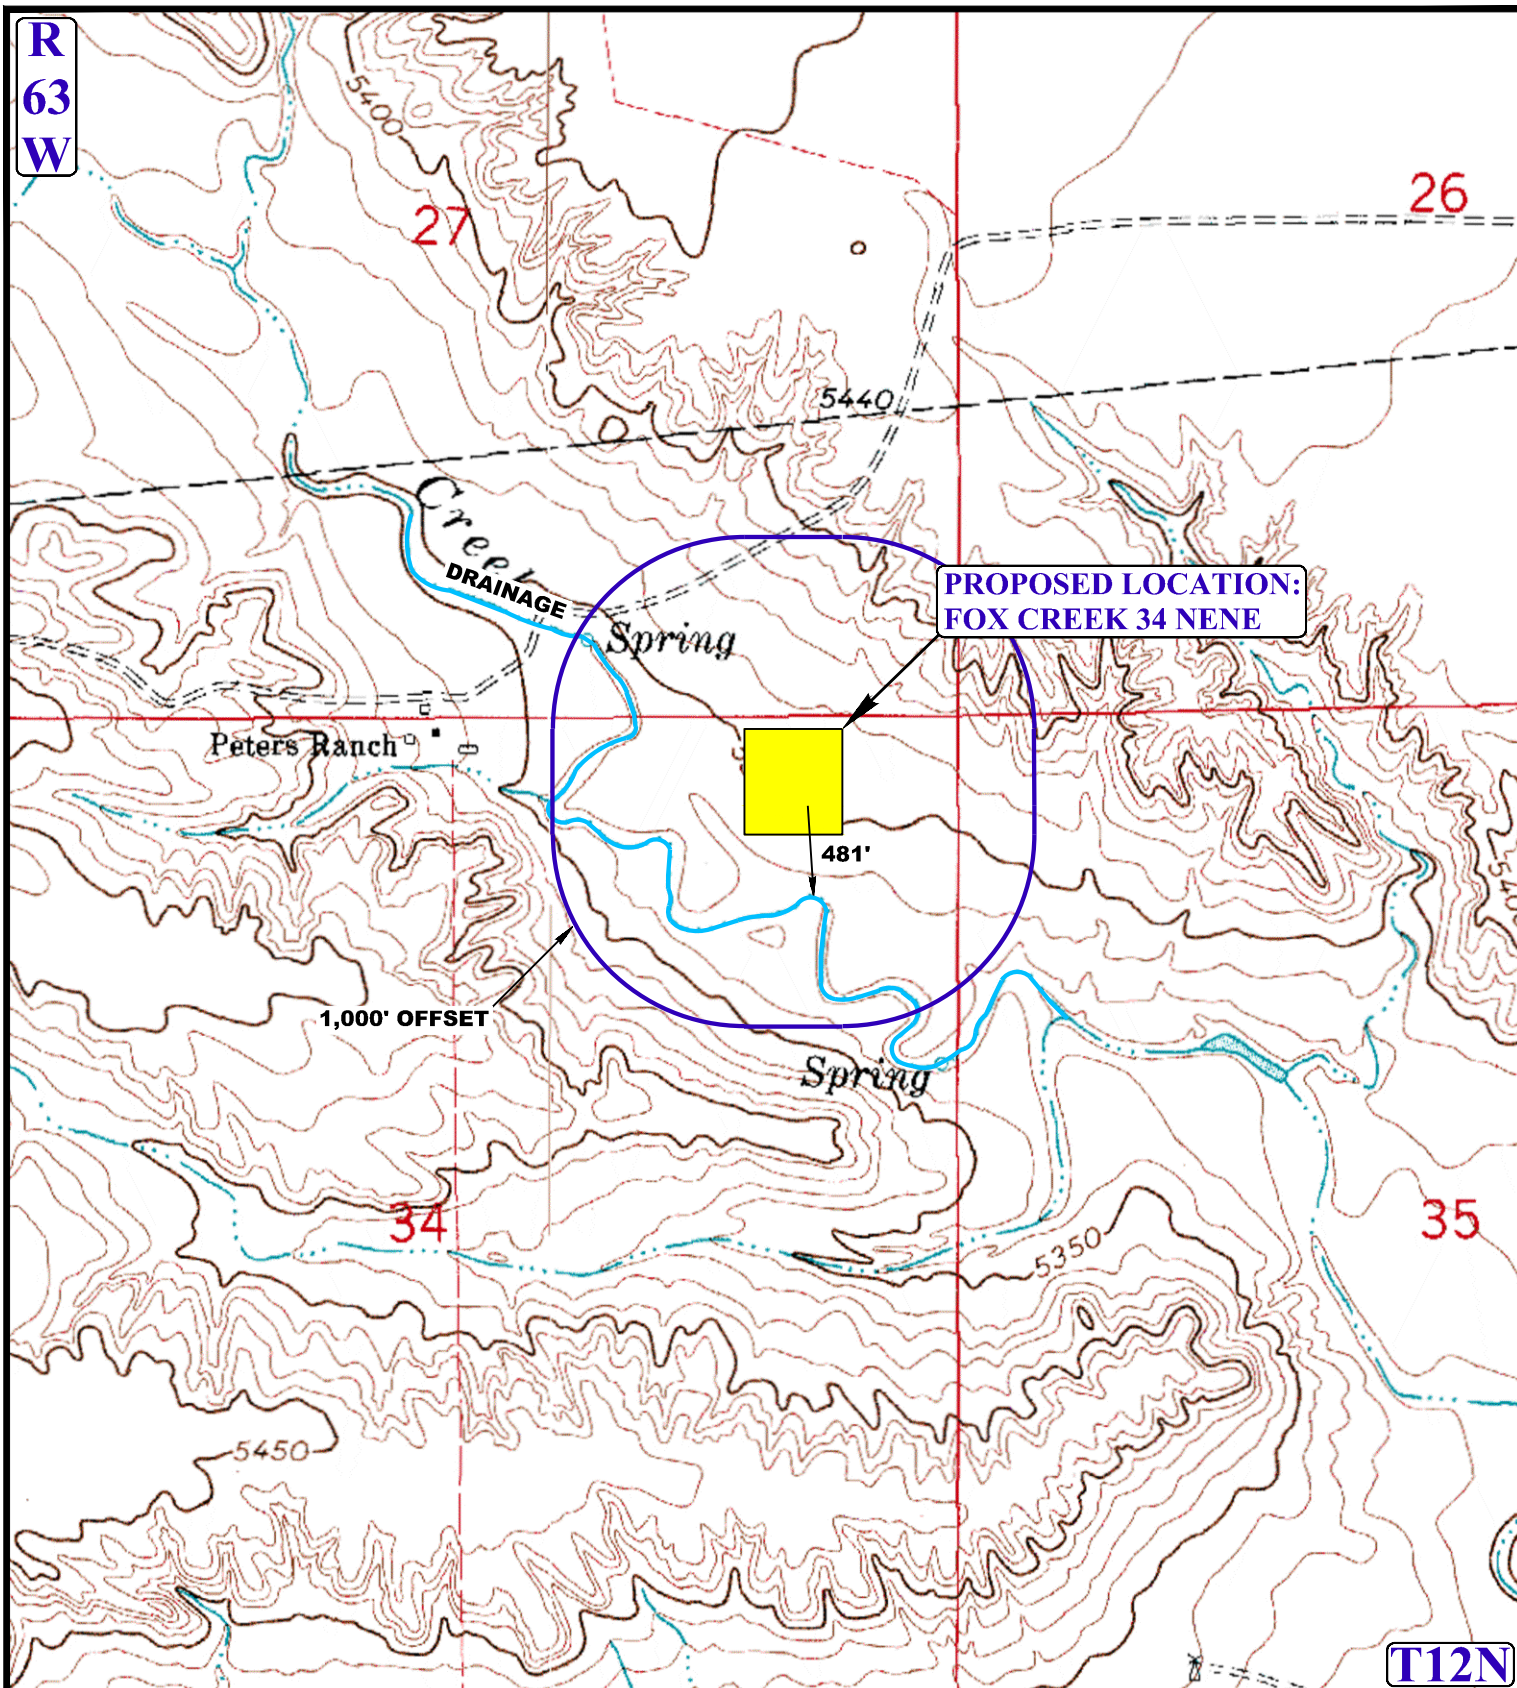 R
63
W
5400
27
26
5440
Creek
DRAINAGE
PROPOSED LOCATION:
FOX CREEK 34 NENE
Spring
Peters Ranch
481'
1,000' OFFSET
Spring
34
35
5350
5450
T12N